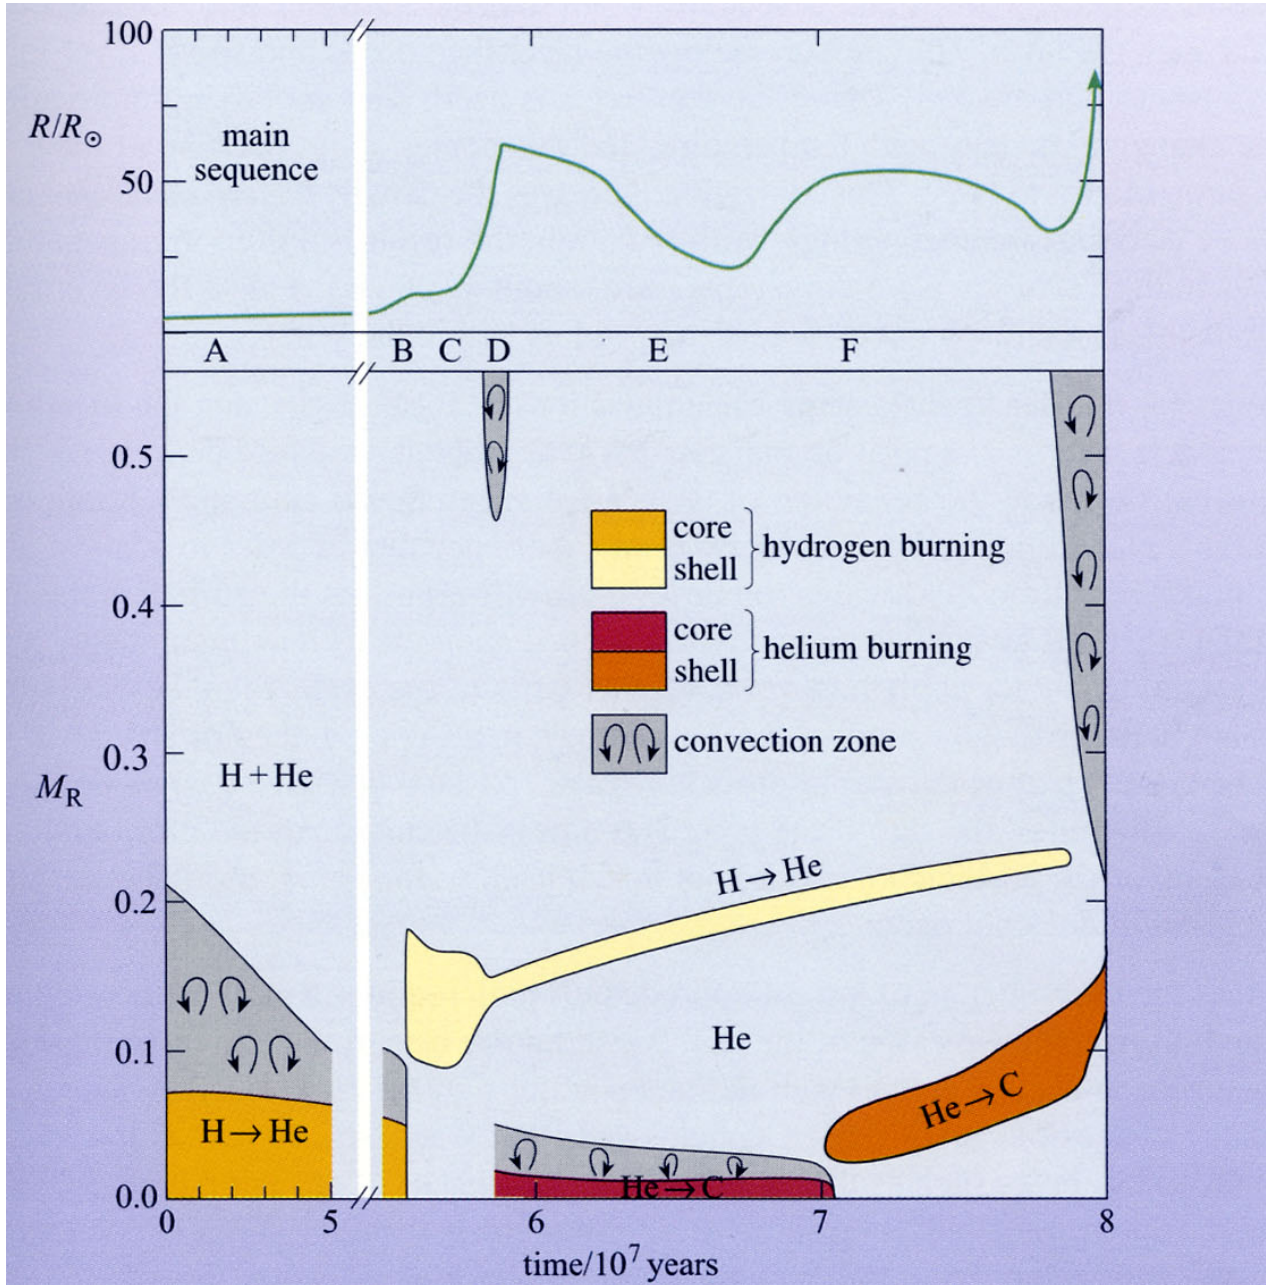 100
R/R☉
main
sequence
50
A B C D E F
0.5
core
shell
hydrogen burning
0.4
core
shell
helium burning
convection zone
0.3
H + He
M_R
H → He
0.2
He
0.1
He → C
H → He
He → C
0.0
0 5 6 7 8
time/10⁷ years